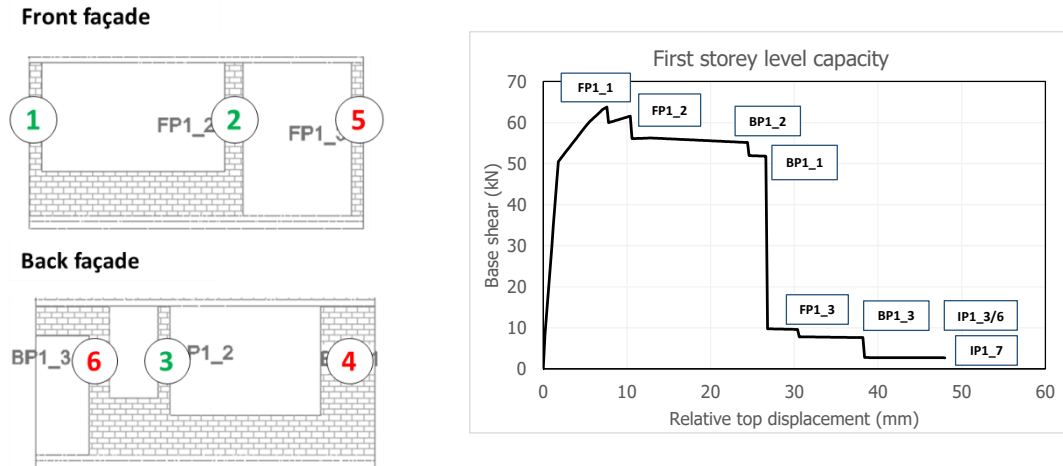 Front façade
1
FP1_2
2
FP1_3
5
Back façade
BP1_3
6
3
P1_2
4
1
First storey level capacity
Base shear (kN)
70
60
50
40
30
20
10
0
FP1_1
FP1_2
BP1_2
BP1_1
FP1_3
BP1_3
IP1_3/6
IP1_7
0
10
20
30
40
50
60
Relative top displacement (mm)